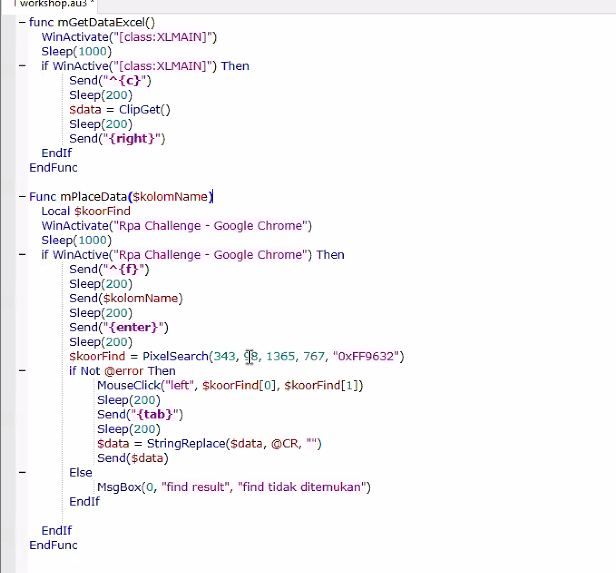 workshop.au3 *
func mGetDataExcel()
WinActivate("[class:XLMAIN]")
Sleep(1000)
if WinActive("[class:XLMAIN]") Then
Send("^{c}")
Sleep(200)
$data = ClipGet()
Sleep(200)
Send("{right}")
EndIf
EndFunc
Func mPlaceData($kolomName)
Local $koorFind
WinActivate("Rpa Challenge - Google Chrome")
Sleep(1000)
if WinActive("Rpa Challenge - Google Chrome") Then
Send("^{f}")
Sleep(200)
Send($kolomName)
Sleep(200)
Send("{enter}")
Sleep(200)
$koorFind = PixelSearch(343, 98, 1365, 767, "0xFF9632")
if Not @error Then
MouseClick("left", $koorFind[0], $koorFind[1])
Sleep(200)
Send("{tab}")
Sleep(200)
$data = StringReplace($data, @CR, "")
Send($data)
Else
MsgBox(0, "find result", "find tidak ditemukan")
EndIf
EndIf
EndFunc